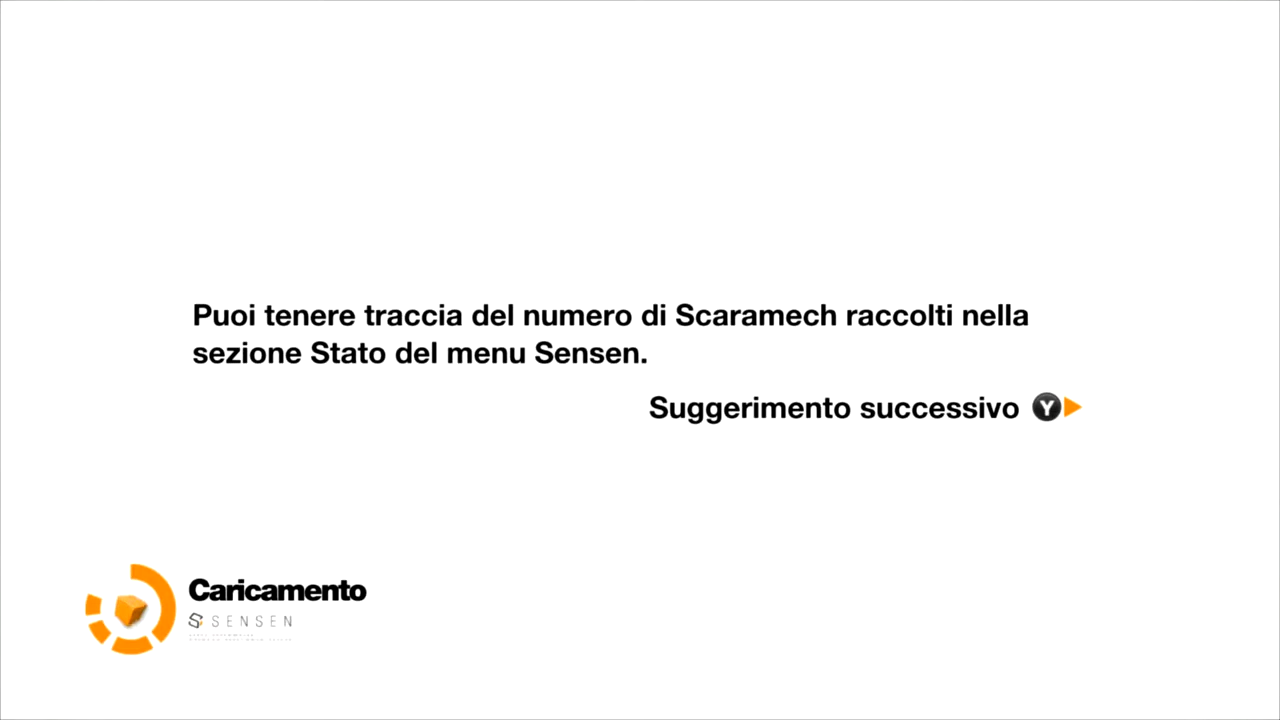 Puoi tenere traccia del numero di Scaramech raccolti nella
sezione Stato del menu Sensen.
Suggerimento successivo Y
Caricamento
SENSEN